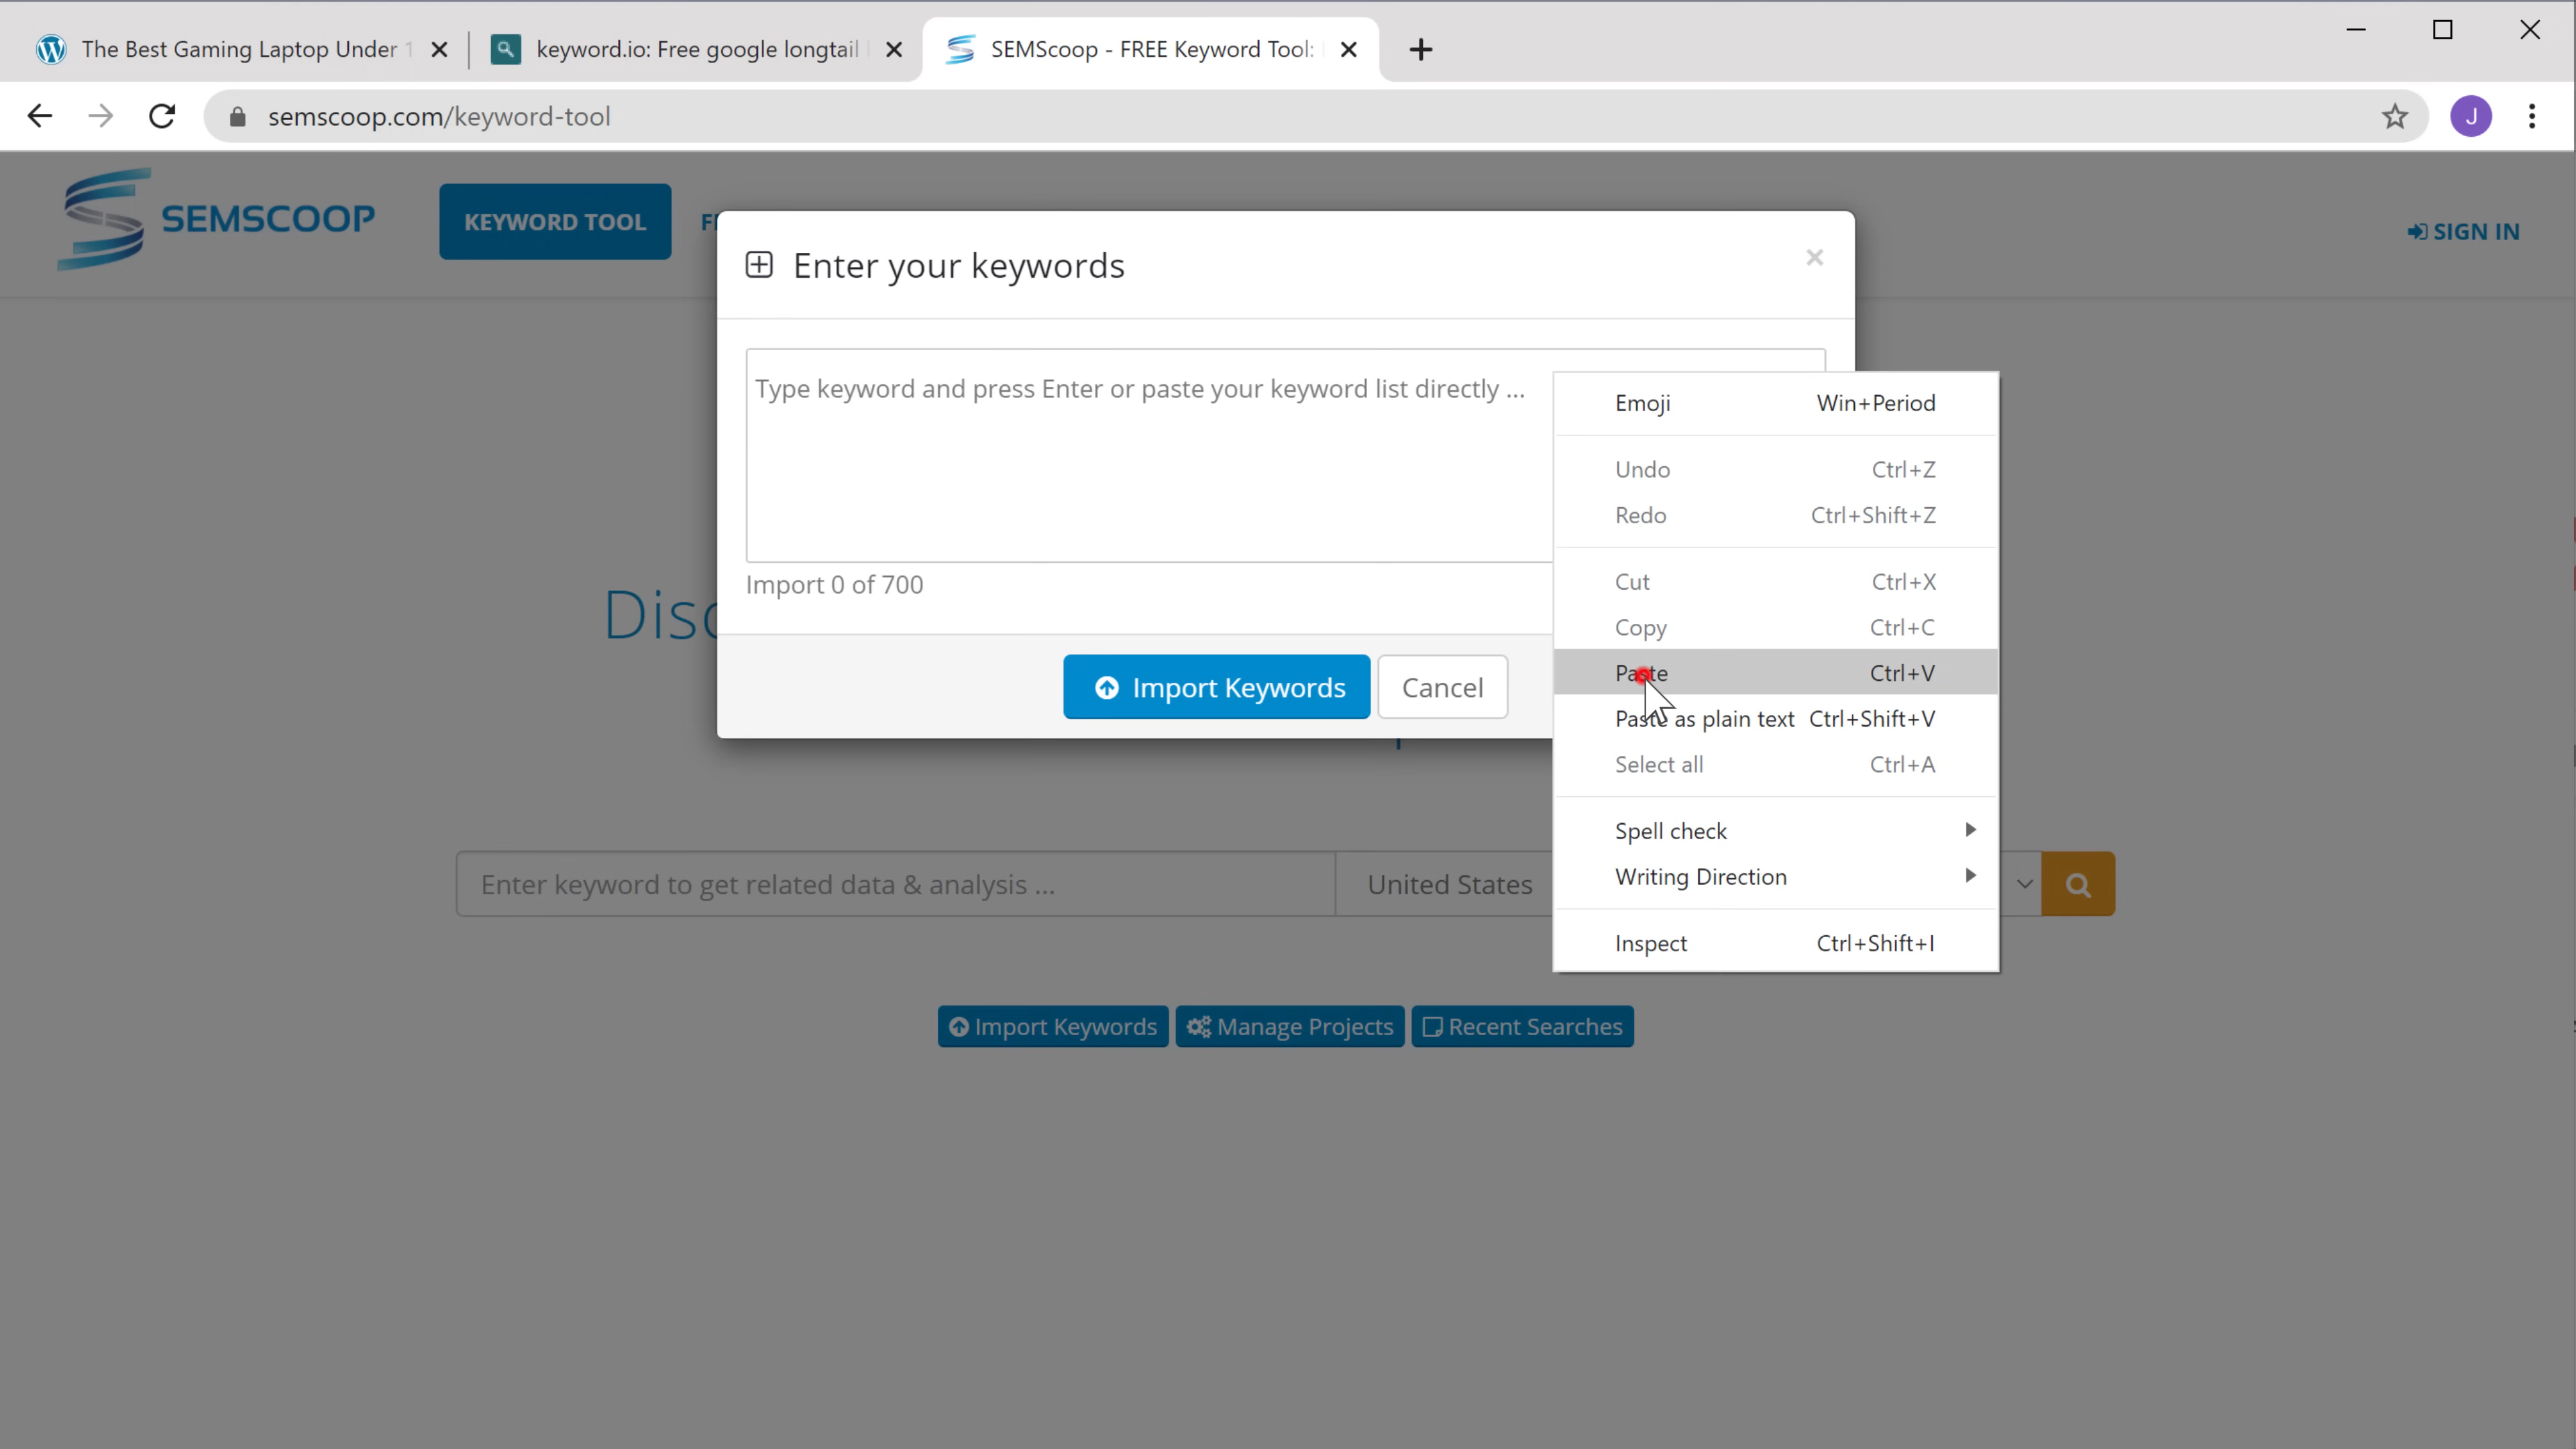 The Best Gaming Laptop Under 1
keyword.io: Free google longtail
SEMScoop - FREE Keyword Tool:
semscoop.com/keyword-tool
J
SEMSCOOP
KEYWORD TOOL
SIGN IN
Enter your keywords
×
Type keyword and press Enter or paste your keyword list directly ...
Import 0 of 700
Import Keywords
Cancel
Emoji Win+Period
Undo Ctrl+Z
Redo Ctrl+Shift+Z
Cut Ctrl+X
Copy Ctrl+C
Paste Ctrl+V
Paste as plain text Ctrl+Shift+V
Select all Ctrl+A
Spell check
Writing Direction
Inspect Ctrl+Shift+I
Enter keyword to get related data & analysis ...
United States
Import Keywords
Manage Projects
Recent Searches